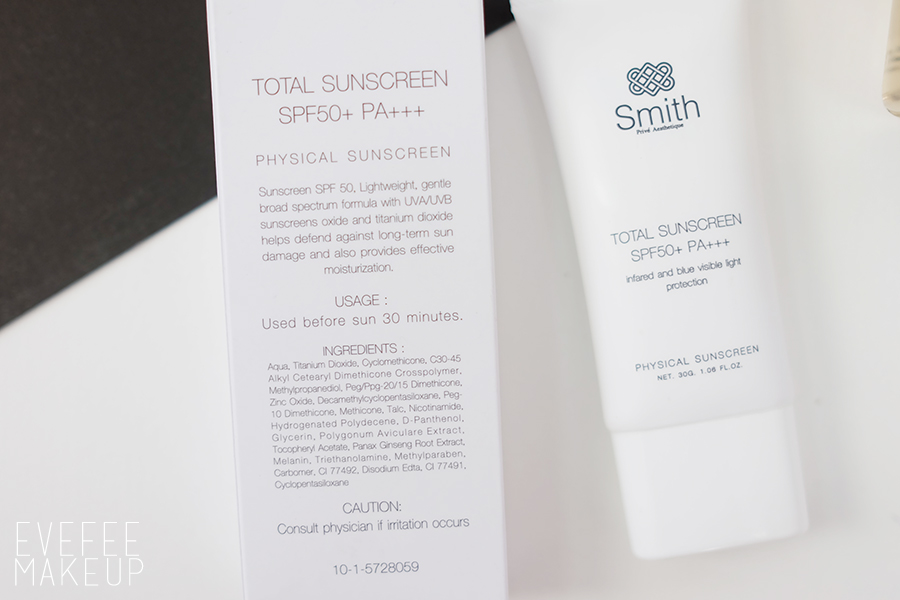 TOTAL SUNSCREEN
SPF50+ PA+++
PHYSICAL SUNSCREEN
Sunscreen SPF 50, Lightweight, gentle
broad spectrum formula with UVA/UVB
sunscreens oxide and titanium dioxide
helps defend against long-term sun
damage and also provides effective
moisturization.
USAGE :
Used before sun 30 minutes.
INGREDIENTS :
Aqua, Titanium Dioxide, Cyclomethicone, C30-45
Alkyl Cetearyl Dimethicone Crosspolymer,
Methylpropanediol, Peg/Ppg-20/15 Dimethicone,
Zinc Oxide, Decamethylcyclopentasiloxane, Peg-
10 Dimethicone, Methicone, Talc, Nicotinamide,
Hydrogenated Polydecene, D-Panthenol,
Glycerin, Polygonum Aviculare Extract,
Tocopheryl Acetate, Panax Ginseng Root Extract,
Melanin, Triethanolamine, Methylparaben,
Carbomer, CI 77492, Disodium Edta, CI 77491,
Cyclopentasiloxane
CAUTION:
Consult physician if irritation occurs
10-1-5728059
Smith
Privé Aesthetique
TOTAL SUNSCREEN
SPF50+ PA+++
infared and blue visible light
protection
PHYSICAL SUNSCREEN
NET. 30G. 1.06 FL.OZ.
EVEFEE
MAKEUP